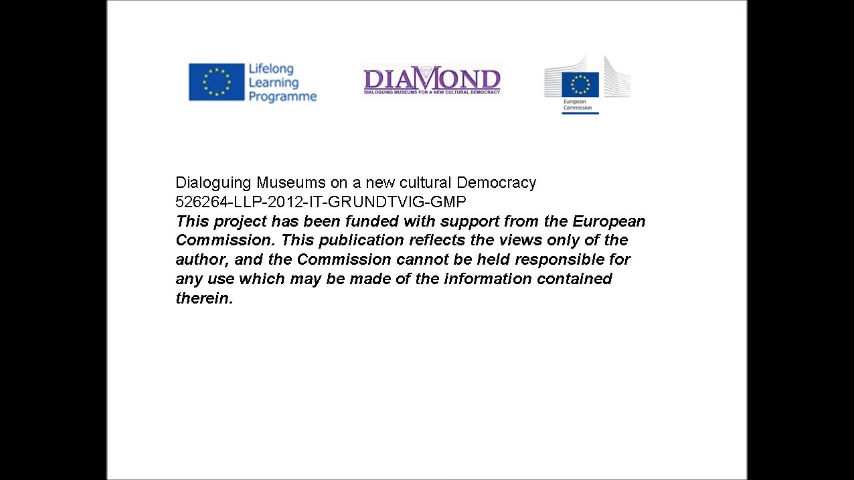 Lifelong
Learning
Programme
DIAMOND
DIALOGUING MUSEUMS FOR A NEW CULTURAL DEMOCRACY
European
Commission
Dialoguing Museums on a new cultural Democracy
526264-LLP-2012-IT-GRUNDTVIG-GMP
This project has been funded with support from the European
Commission. This publication reflects the views only of the
author, and the Commission cannot be held responsible for
any use which may be made of the information contained
therein.